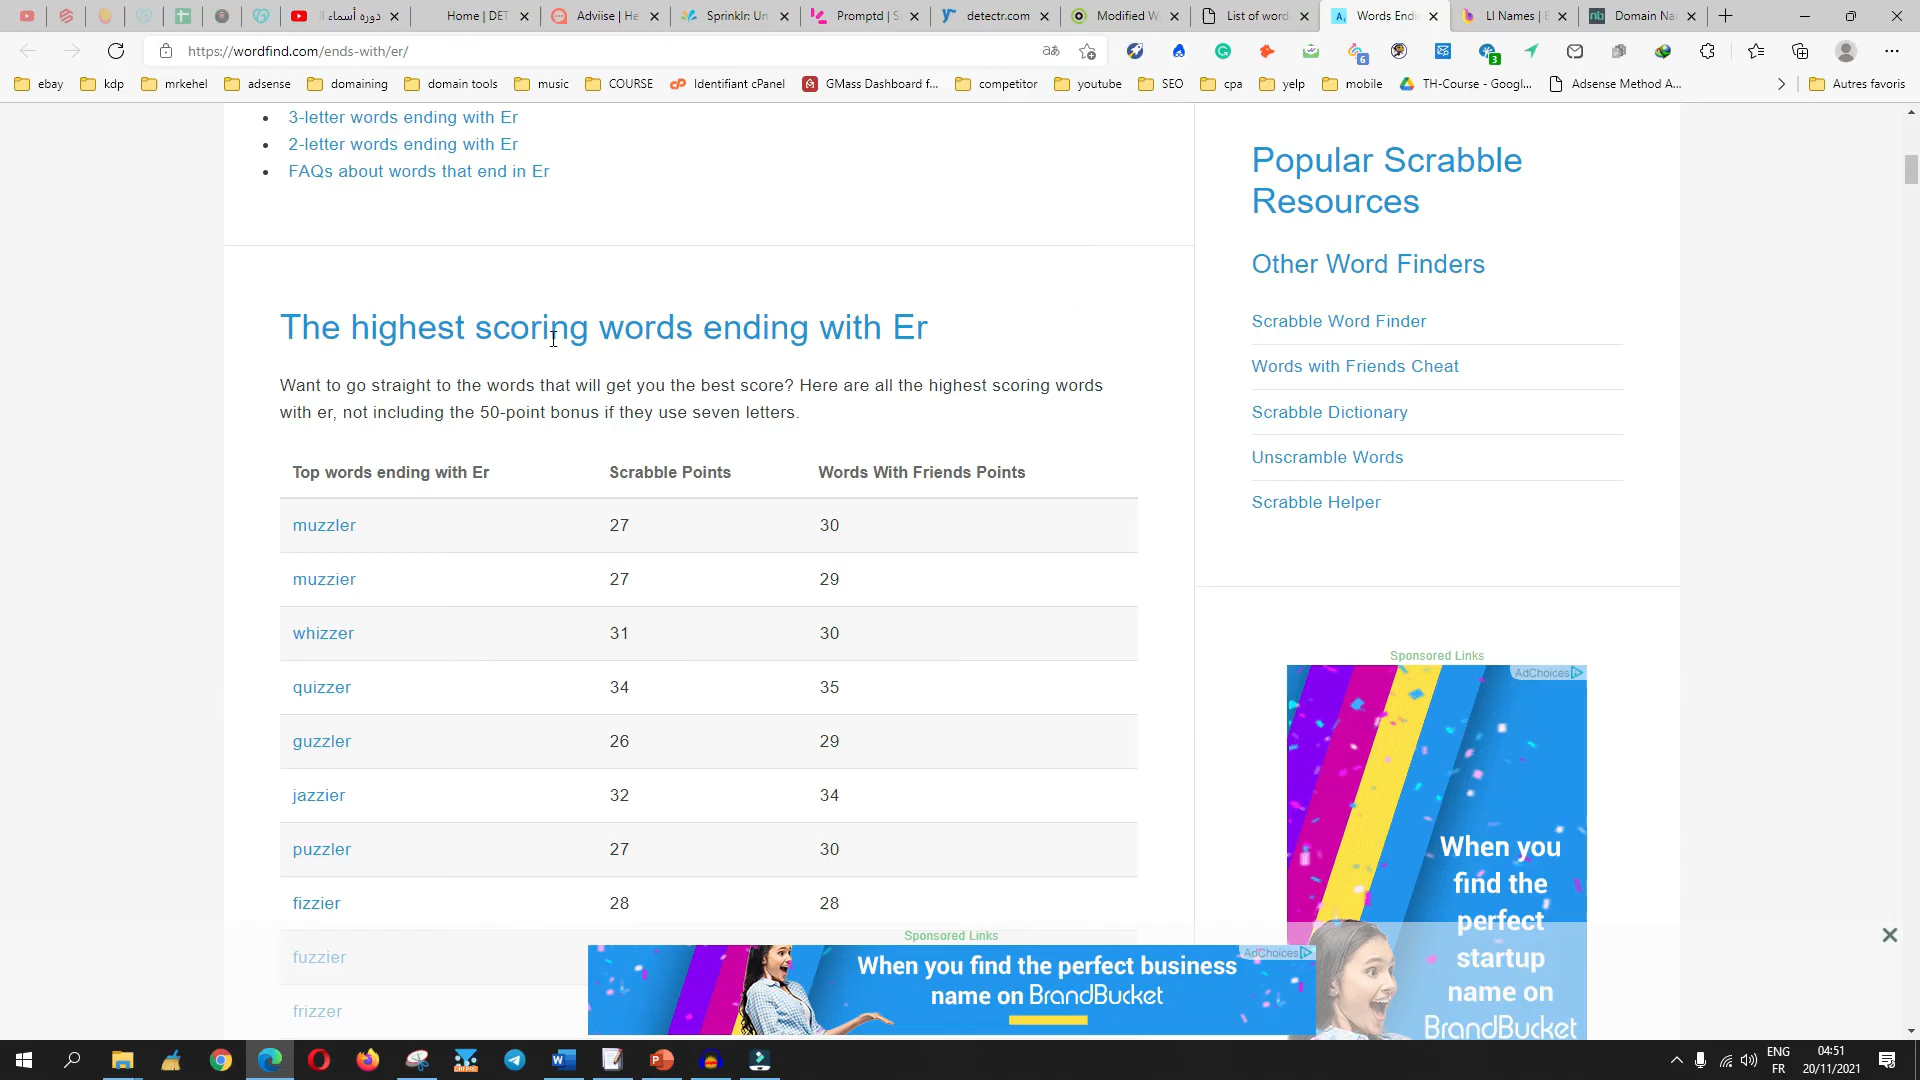 دوره أسماء ال
Home | DET
Adviise | He
Sprinklr: Un
Promptd | S
detectr.com
Modified W
List of word
Words Endi
LI Names | B
Domain Na
https://wordfind.com/ends-with/er/
ebay kdp mrkehel adsense domaining domain tools music COURSE Identifiant cPanel GMass Dashboard f... competitor youtube SEO cpa yelp mobile TH-Course - Googl... Adsense Method A... Autres favoris
3-letter words ending with Er
2-letter words ending with Er
FAQs about words that end in Er
The highest scoring words ending with Er
Want to go straight to the words that will get you the best score? Here are all the highest scoring words
with er, not including the 50-point bonus if they use seven letters.
Top words ending with Er Scrabble Points Words With Friends Points
muzzler 27 30
muzzier 27 29
whizzer 31 30
quizzer 34 35
guzzler 26 29
jazzier 32 34
puzzler 27 30
fizzier 28 28
fuzzier
frizzer
Popular Scrabble
Resources
Other Word Finders
Scrabble Word Finder
Words with Friends Cheat
Scrabble Dictionary
Unscramble Words
Scrabble Helper
Sponsored Links
AdChoices
When you
find the
perfect
startup
name on
BrandBucket
Sponsored Links
AdChoices
When you find the perfect business
name on BrandBucket
ENG
FR
04:51
20/11/2021